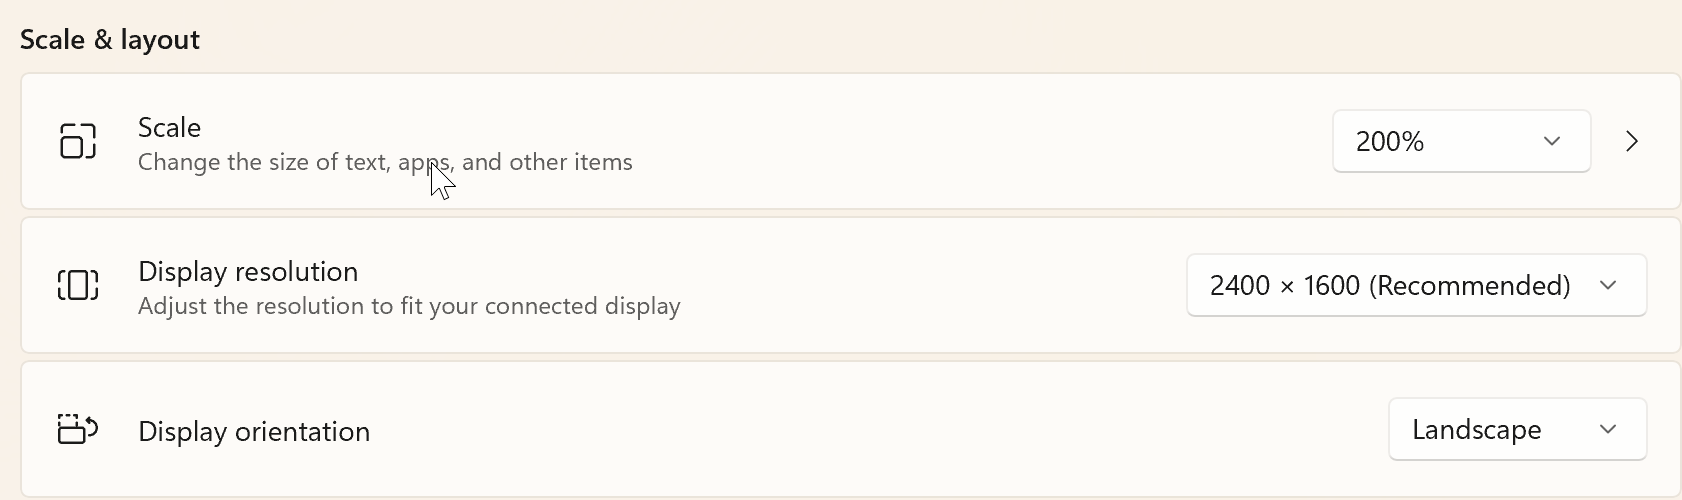 Scale & layout
Scale
Change the size of text, apps, and other items
200%
Display resolution
Adjust the resolution to fit your connected display
2400 × 1600 (Recommended)
Display orientation
Landscape